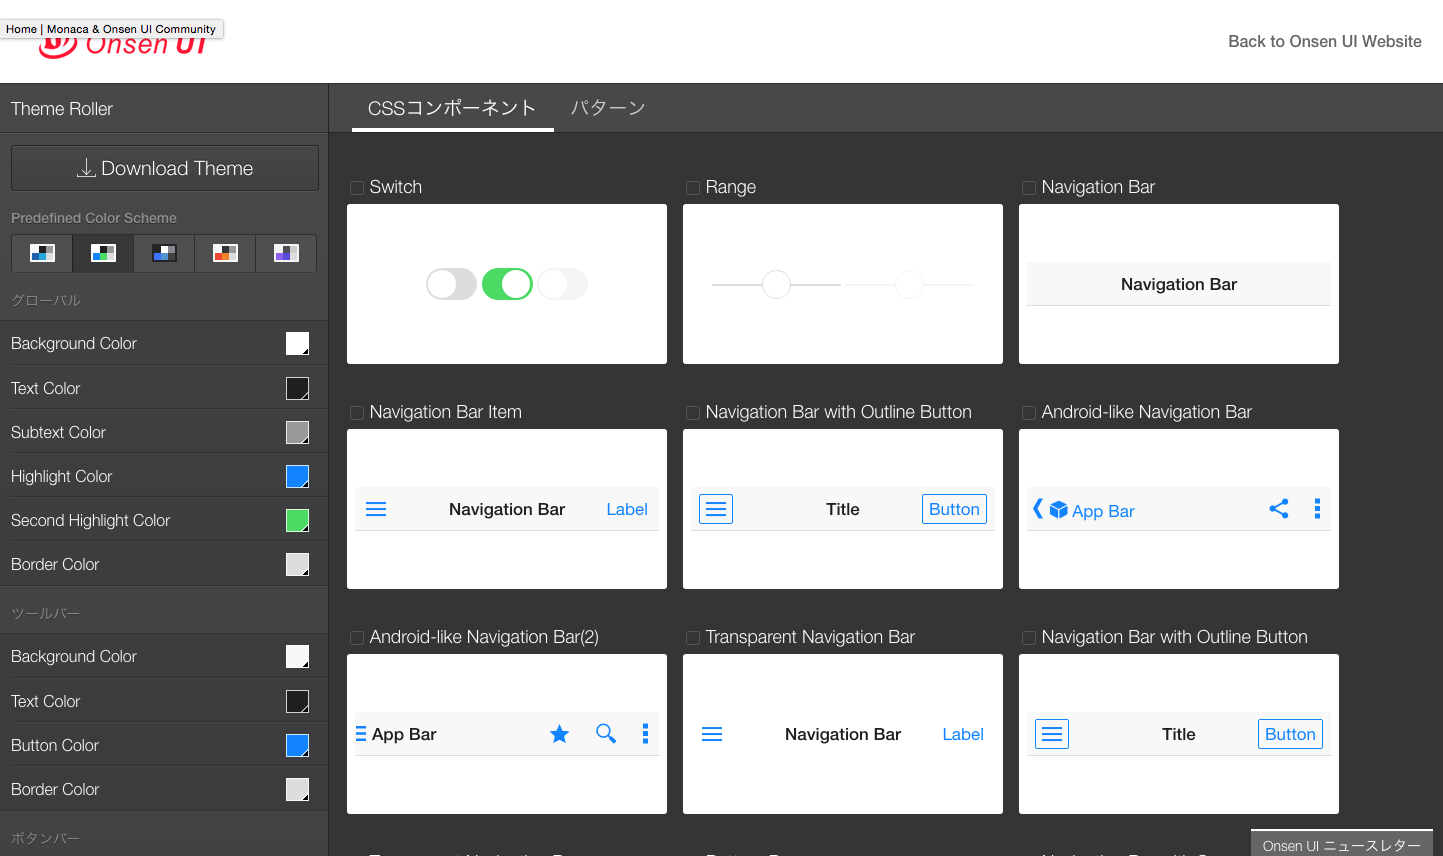 Home | Monaca & Onsen UI Community
Onsen UI
Back to Onsen UI Website
Theme Roller
CSSコンポーネント
パターン
Download Theme
Predefined Color Scheme
グローバル
Background Color
Text Color
Subtext Color
Highlight Color
Second Highlight Color
Border Color
ツールバー
Background Color
Text Color
Button Color
Border Color
ボタンバー
Switch
Range
Navigation Bar
Navigation Bar
Navigation Bar Item
Navigation Bar with Outline Button
Android-like Navigation Bar
Navigation Bar
Label
Title
Button
App Bar
Android-like Navigation Bar(2)
Transparent Navigation Bar
Navigation Bar with Outline Button
App Bar
Navigation Bar
Label
Title
Button
Onsen UI ニュースレター